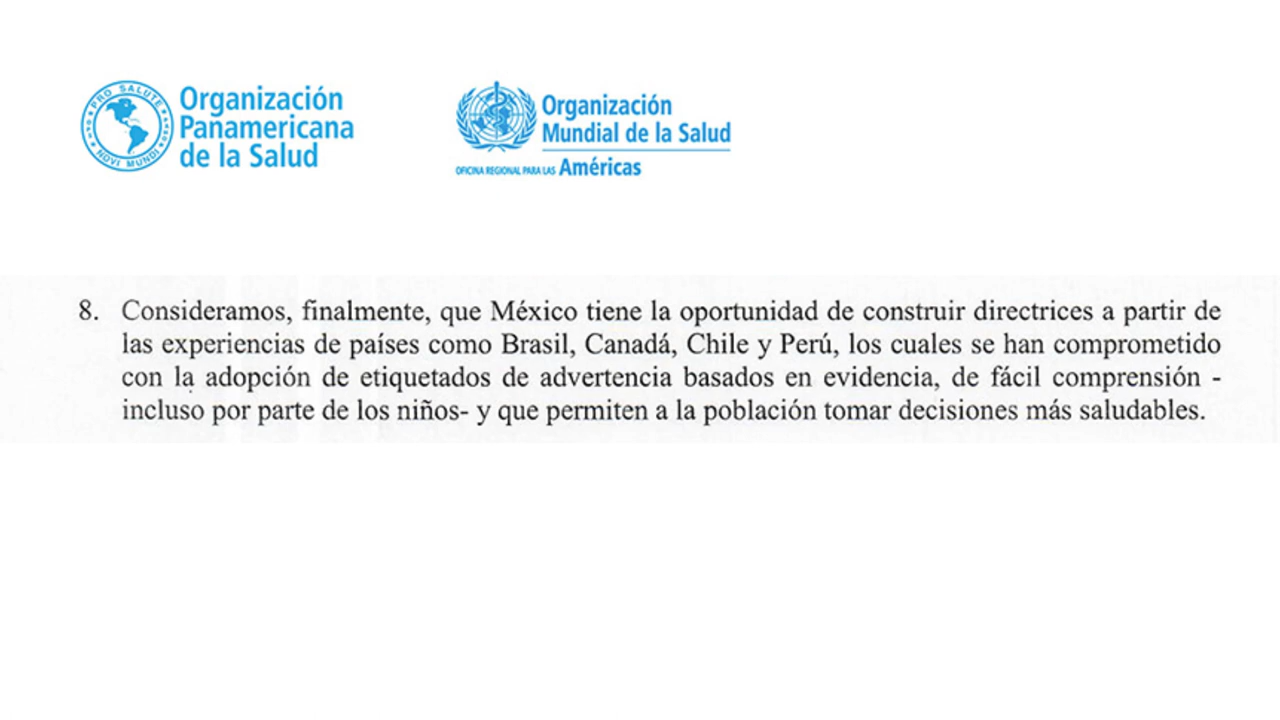 PRO SALUTE
NOVI MUNDI
Organización
Panamericana
de la Salud
Organización
Mundial de la Salud
OFICINA REGIONAL PARA LAS Américas
8. Consideramos, finalmente, que México tiene la oportunidad de construir directrices a partir de
las experiencias de países como Brasil, Canadá, Chile y Perú, los cuales se han comprometido
con la adopción de etiquetados de advertencia basados en evidencia, de fácil comprensión -
incluso por parte de los niños- y que permiten a la población tomar decisiones más saludables.